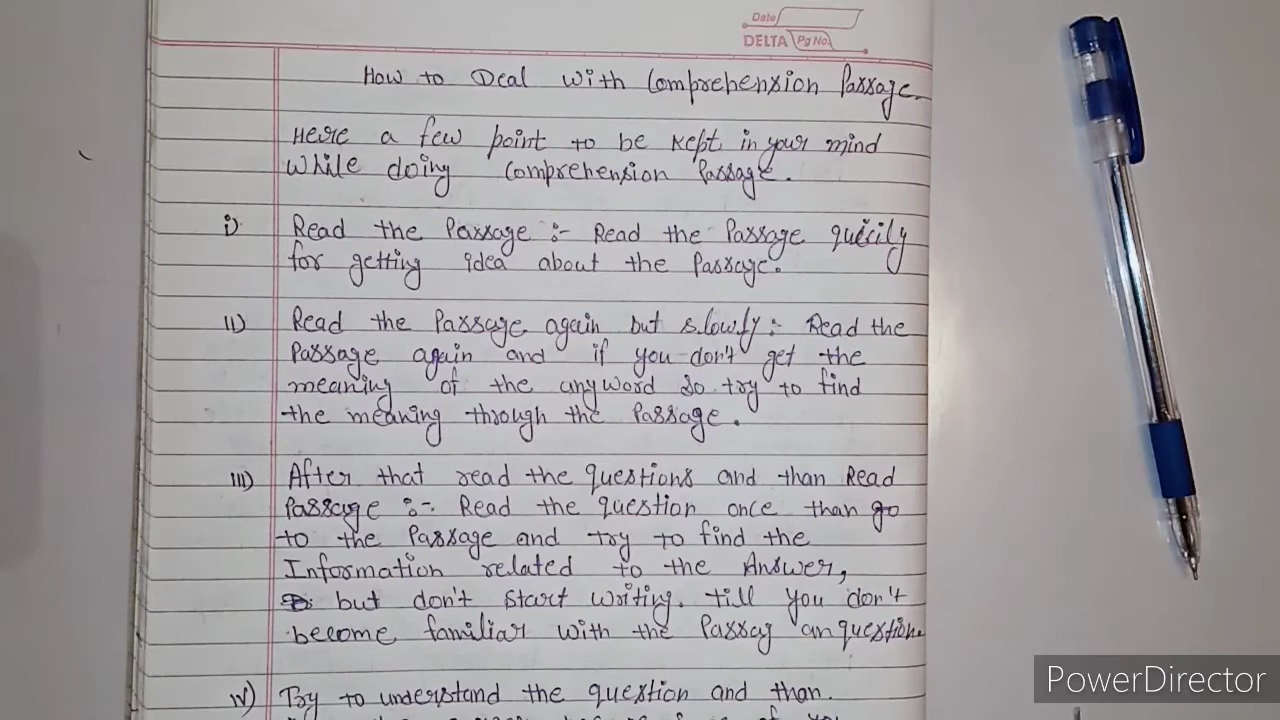 Date
DELTA Pg No.
How to Deal with Comprehension Passage.
Here a few point to be kept in your mind
while doing Comprehension Passage.
i) Read the Passage :- Read the Passage quicily
for getting idea about the Passage.
II) Read the Passage again but slowly :- Read the
Passage again and if you don't get the
meaning of the anyword so try to find
the meaning through the Passage.
III) After that read the questions and than Read
Passage :- Read the question once than go
to the Passage and try to find the
Information related to the Answer,
but don't start writing. till you don't
become familiar with the Passag an question
IV) Try to understand the question and than.
PowerDirector